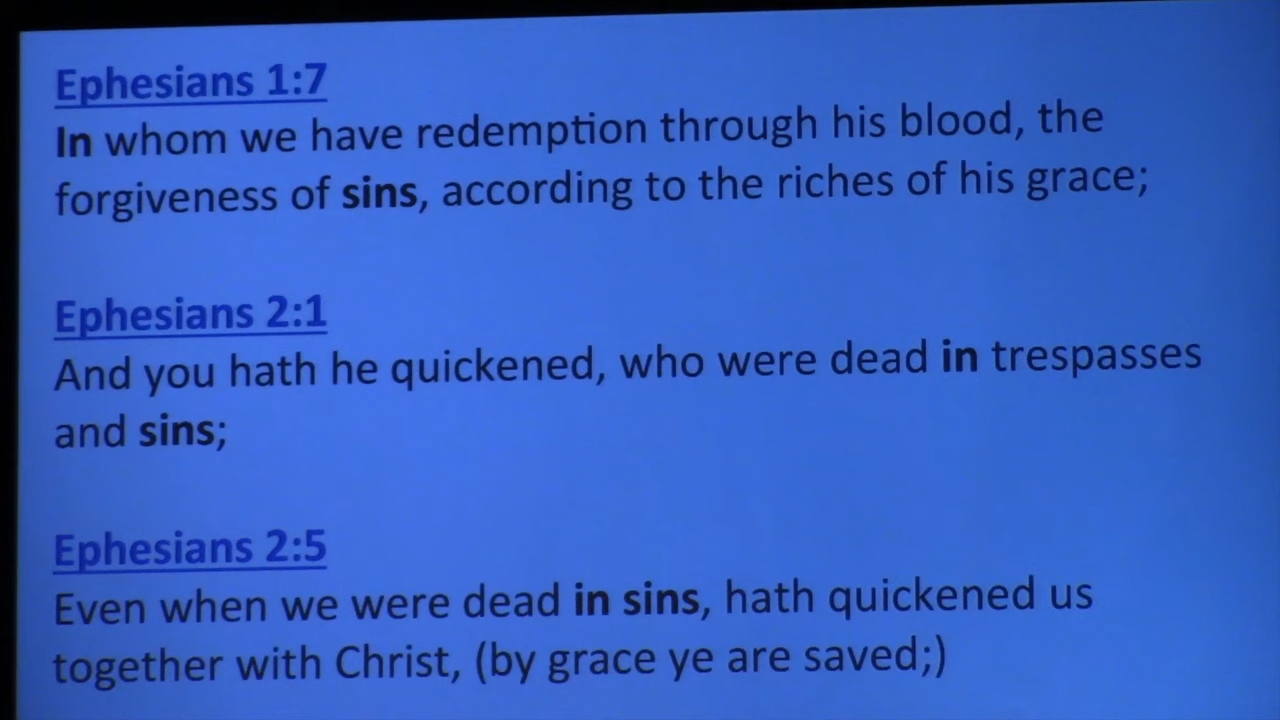 Ephesians 1:7
In whom we have redemption through his blood, the
forgiveness of sins, according to the riches of his grace;
Ephesians 2:1
And you hath he quickened, who were dead in trespasses
and sins;
Ephesians 2:5
Even when we were dead in sins, hath quickened us
together with Christ, (by grace ye are saved;)